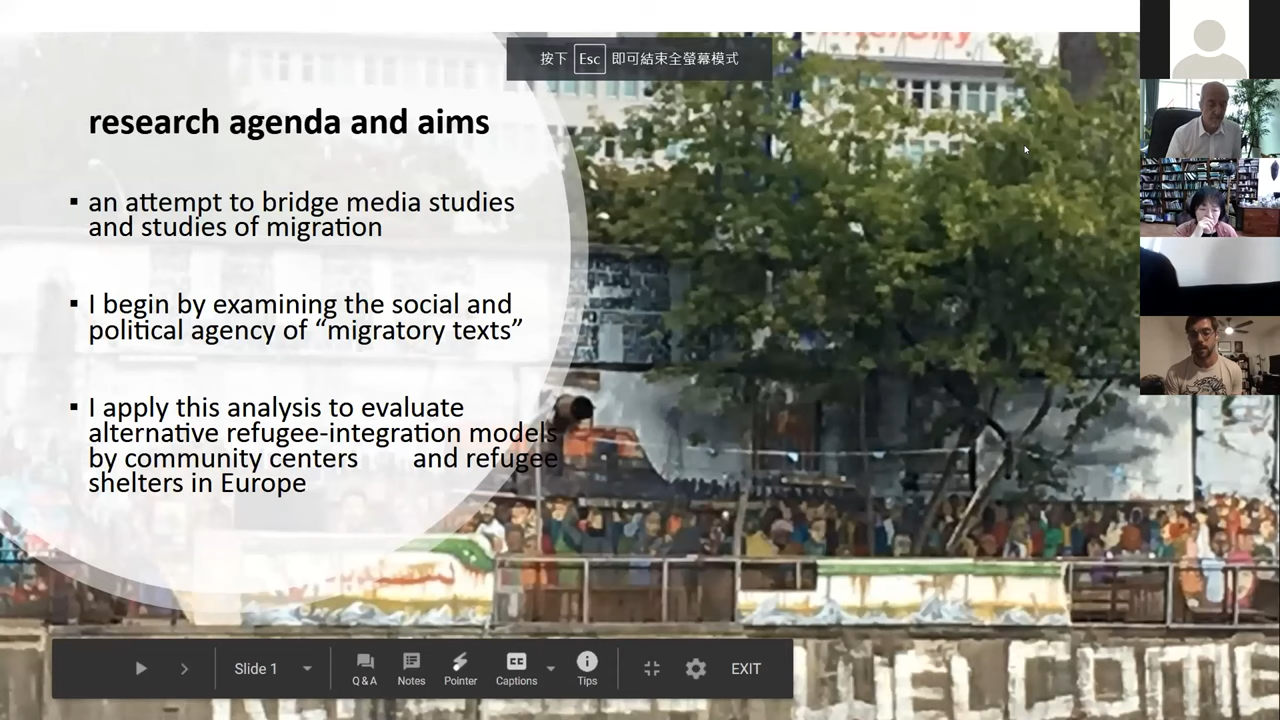 按下 Esc 即可結束全螢幕模式
research agenda and aims
▪ an attempt to bridge media studies
and studies of migration
▪ I begin by examining the social and
political agency of “migratory texts”
▪ I apply this analysis to evaluate
alternative refugee-integration models
by community centers and refugee
shelters in Europe
Slide 1
Q&A
Notes
Pointer
Captions
Tips
EXIT
WELCOME